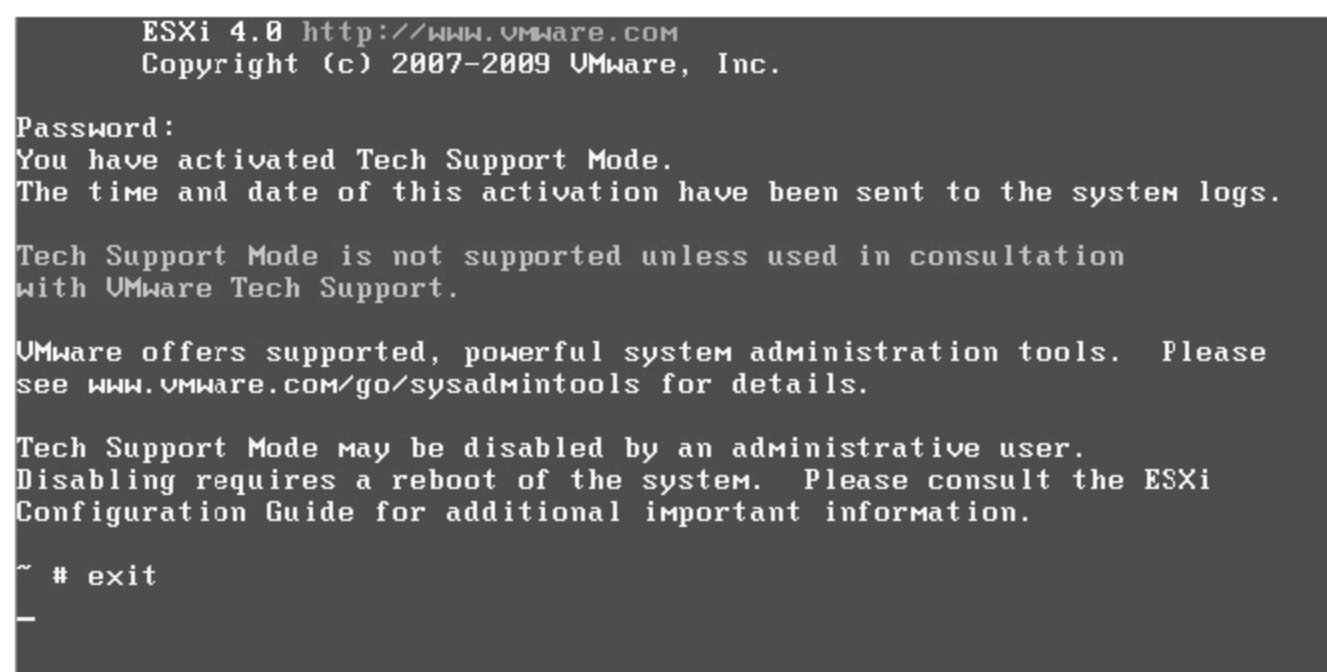 ESXi 4.0 http://www.vmware.com
Copyright (c) 2007-2009 VMware, Inc.
Password:
You have activated Tech Support Mode.
The time and date of this activation have been sent to the system logs.
Tech Support Mode is not supported unless used in consultation
with VMware Tech Support.
VMware offers supported, powerful system administration tools.  Please
see www.vmware.com/go/sysadmintools for details.
Tech Support Mode may be disabled by an administrative user.
Disabling requires a reboot of the system.  Please consult the ESXi
Configuration Guide for additional important information.
~ # exit